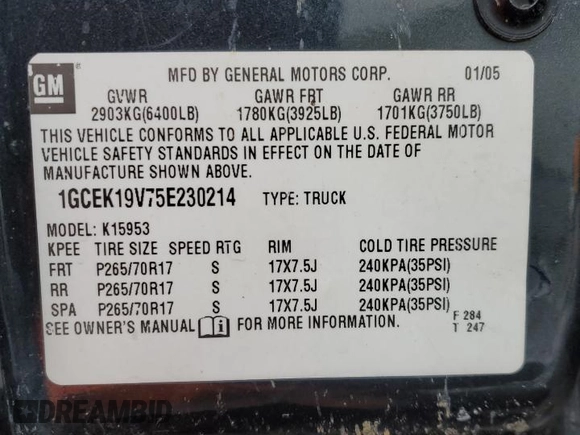 GM
MFD BY GENERAL MOTORS CORP. 01/05
GVWR GAWR FRT GAWR RR
2903KG(6400LB) 1780KG(3925LB) 1701KG(3750LB)
THIS VEHICLE CONFORMS TO ALL APPLICABLE U.S. FEDERAL MOTOR
VEHICLE SAFETY STANDARDS IN EFFECT ON THE DATE OF
MANUFACTURE SHOWN ABOVE.
1GCEK19V75E230214 TYPE: TRUCK
MODEL: K15953
KPEE TIRE SIZE SPEED RTG RIM COLD TIRE PRESSURE
FRT P265/70R17 S 17X7.5J 240KPA(35PSI)
RR P265/70R17 S 17X7.5J 240KPA(35PSI)
SPA P265/70R17 S 17X7.5J 240KPA(35PSI)
SEE OWNER'S MANUAL FOR MORE INFORMATION. F 284
T 247
DREAMBID